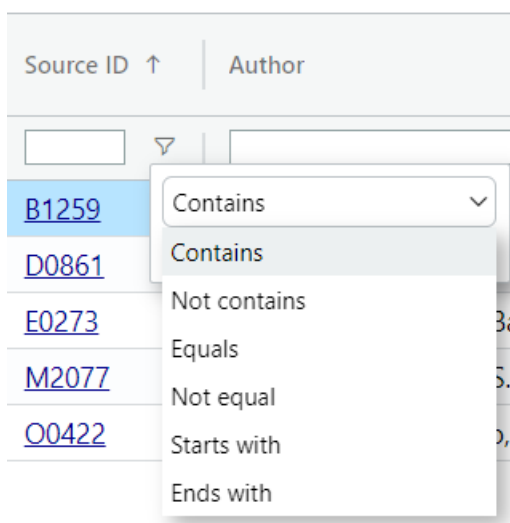 Source ID ↑ Author
B1259 Contains
D0861 Contains
Not contains
E0273
Equals
M2077 Not equal
O0422 Starts with
Ends with